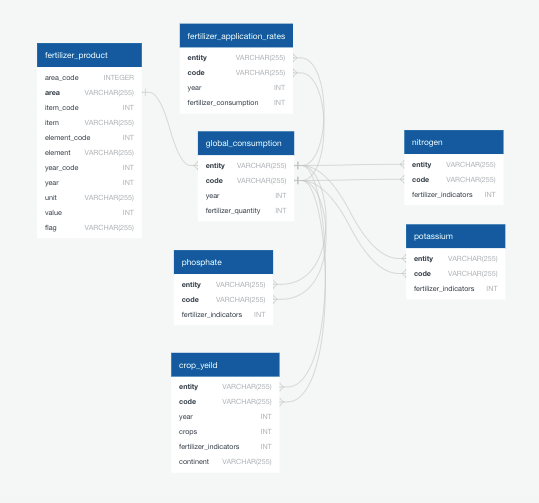 fertilizer_product
area_code INTEGER
area VARCHAR(255)
item_code INT
item VARCHAR(255)
element_code INT
element VARCHAR(255)
year_code INT
year INT
unit VARCHAR(255)
value INT
flag VARCHAR(255)
fertilizer_application_rates
entity VARCHAR(255)
code VARCHAR(255)
year INT
fertilizer_consumption INT
global_consumption
entity VARCHAR(255)
code VARCHAR(255)
year INT
fertilizer_quantity INT
nitrogen
entity VARCHAR(255)
code VARCHAR(255)
fertilizer_indicators INT
potassium
entity VARCHAR(255)
code VARCHAR(255)
fertilizer_indicators INT
phosphate
entity VARCHAR(255)
code VARCHAR(255)
fertilizer_indicators INT
crop_yeild
entity VARCHAR(255)
code VARCHAR(255)
year INT
crops INT
fertilizer_indicators INT
continent VARCHAR(255)